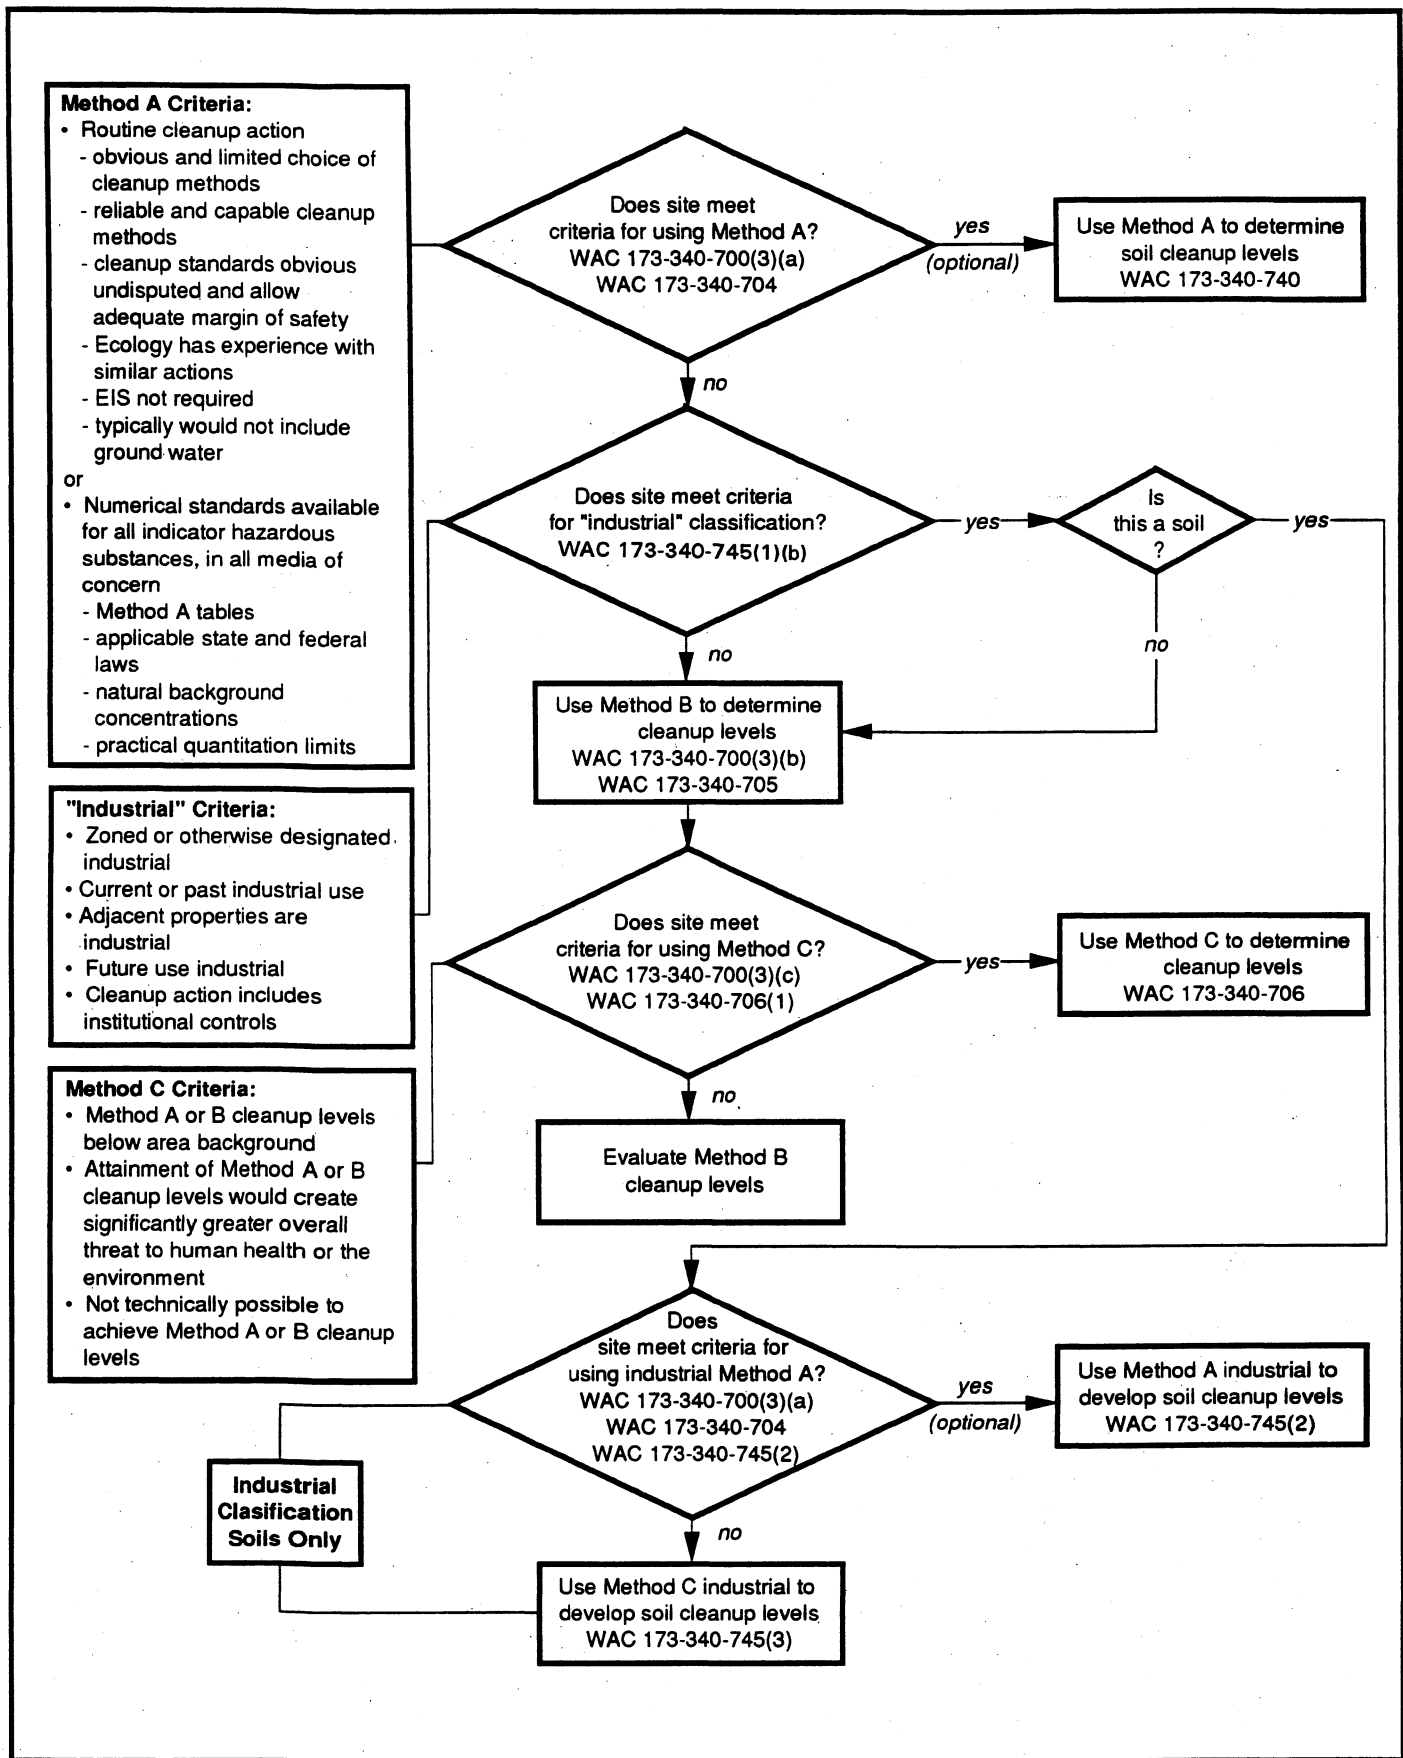 Method A Criteria:
• Routine cleanup action
- obvious and limited choice of
cleanup methods
- reliable and capable cleanup
methods
- cleanup standards obvious
undisputed and allow
adequate margin of safety
- Ecology has experience with
similar actions
- EIS not required
- typically would not include
ground water
or
• Numerical standards available
for all indicator hazardous
substances, in all media of
concern
- Method A tables
- applicable state and federal
laws
- natural background
concentrations
- practical quantitation limits
"Industrial" Criteria:
• Zoned or otherwise designated
industrial
• Current or past industrial use
• Adjacent properties are
industrial
• Future use industrial
• Cleanup action includes
institutional controls
Method C Criteria:
• Method A or B cleanup levels
below area background
• Attainment of Method A or B
cleanup levels would create
significantly greater overall
threat to human health or the
environment
• Not technically possible to
achieve Method A or B cleanup
levels
Does site meet
criteria for using Method A?
WAC 173-340-700(3)(a)
WAC 173-340-704
yes
(optional)
Use Method A to determine
soil cleanup levels
WAC 173-340-740
no
Does site meet criteria
for "industrial" classification?
WAC 173-340-745(1)(b)
yes
Is
this a soil
?
yes
no
no
Use Method B to determine
cleanup levels
WAC 173-340-700(3)(b)
WAC 173-340-705
Does site meet
criteria for using Method C?
WAC 173-340-700(3)(c)
WAC 173-340-706(1)
yes
Use Method C to determine
cleanup levels
WAC 173-340-706
no
Evaluate Method B
cleanup levels
Does
site meet criteria for
using industrial Method A?
WAC 173-340-700(3)(a)
WAC 173-340-704
WAC 173-340-745(2)
yes
(optional)
Use Method A industrial to
develop soil cleanup levels
WAC 173-340-745(2)
Industrial
Clasification
Soils Only
no
Use Method C industrial to
develop soil cleanup levels
WAC 173-340-745(3)